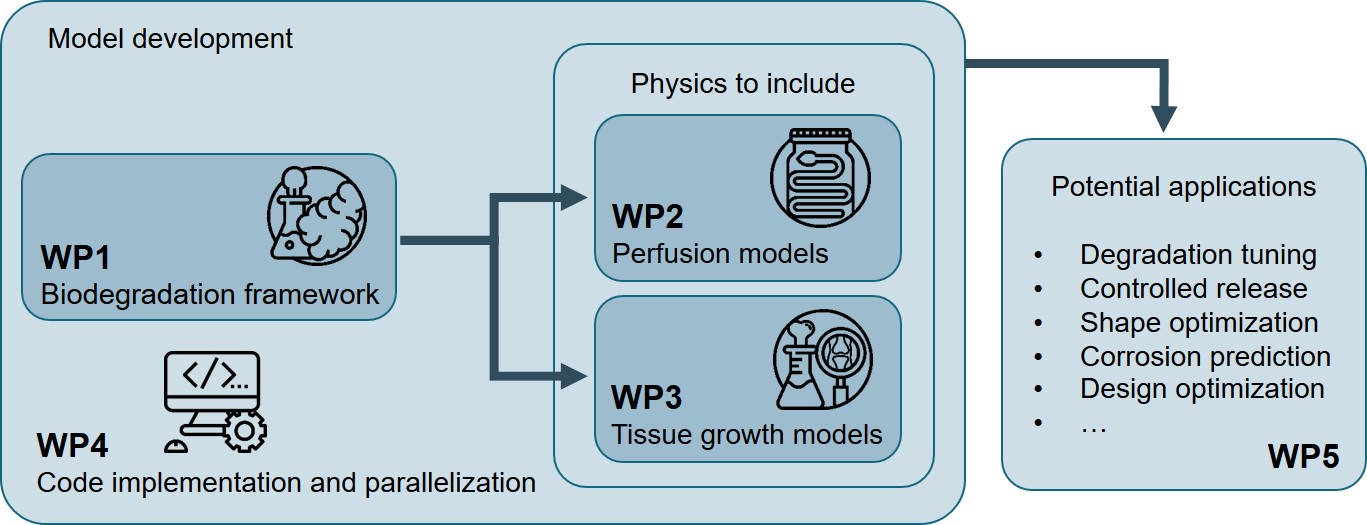 Model development
Physics to include
WP1
Biodegradation framework
WP2
Perfusion models
WP3
Tissue growth models
</>...
WP4
Code implementation and parallelization
Potential applications
• Degradation tuning
• Controlled release
• Shape optimization
• Corrosion prediction
• Design optimization
• ...
WP5